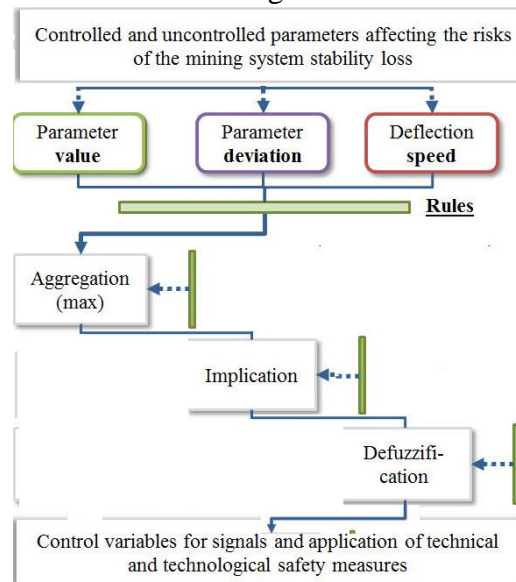 Controlled and uncontrolled parameters affecting the risks
of the mining system stability loss
Parameter
value
Parameter
deviation
Deflection
speed
Rules
Aggregation
(max)
Implication
Defuzzifi-
cation
Control variables for signals and application of technical
and technological safety measures